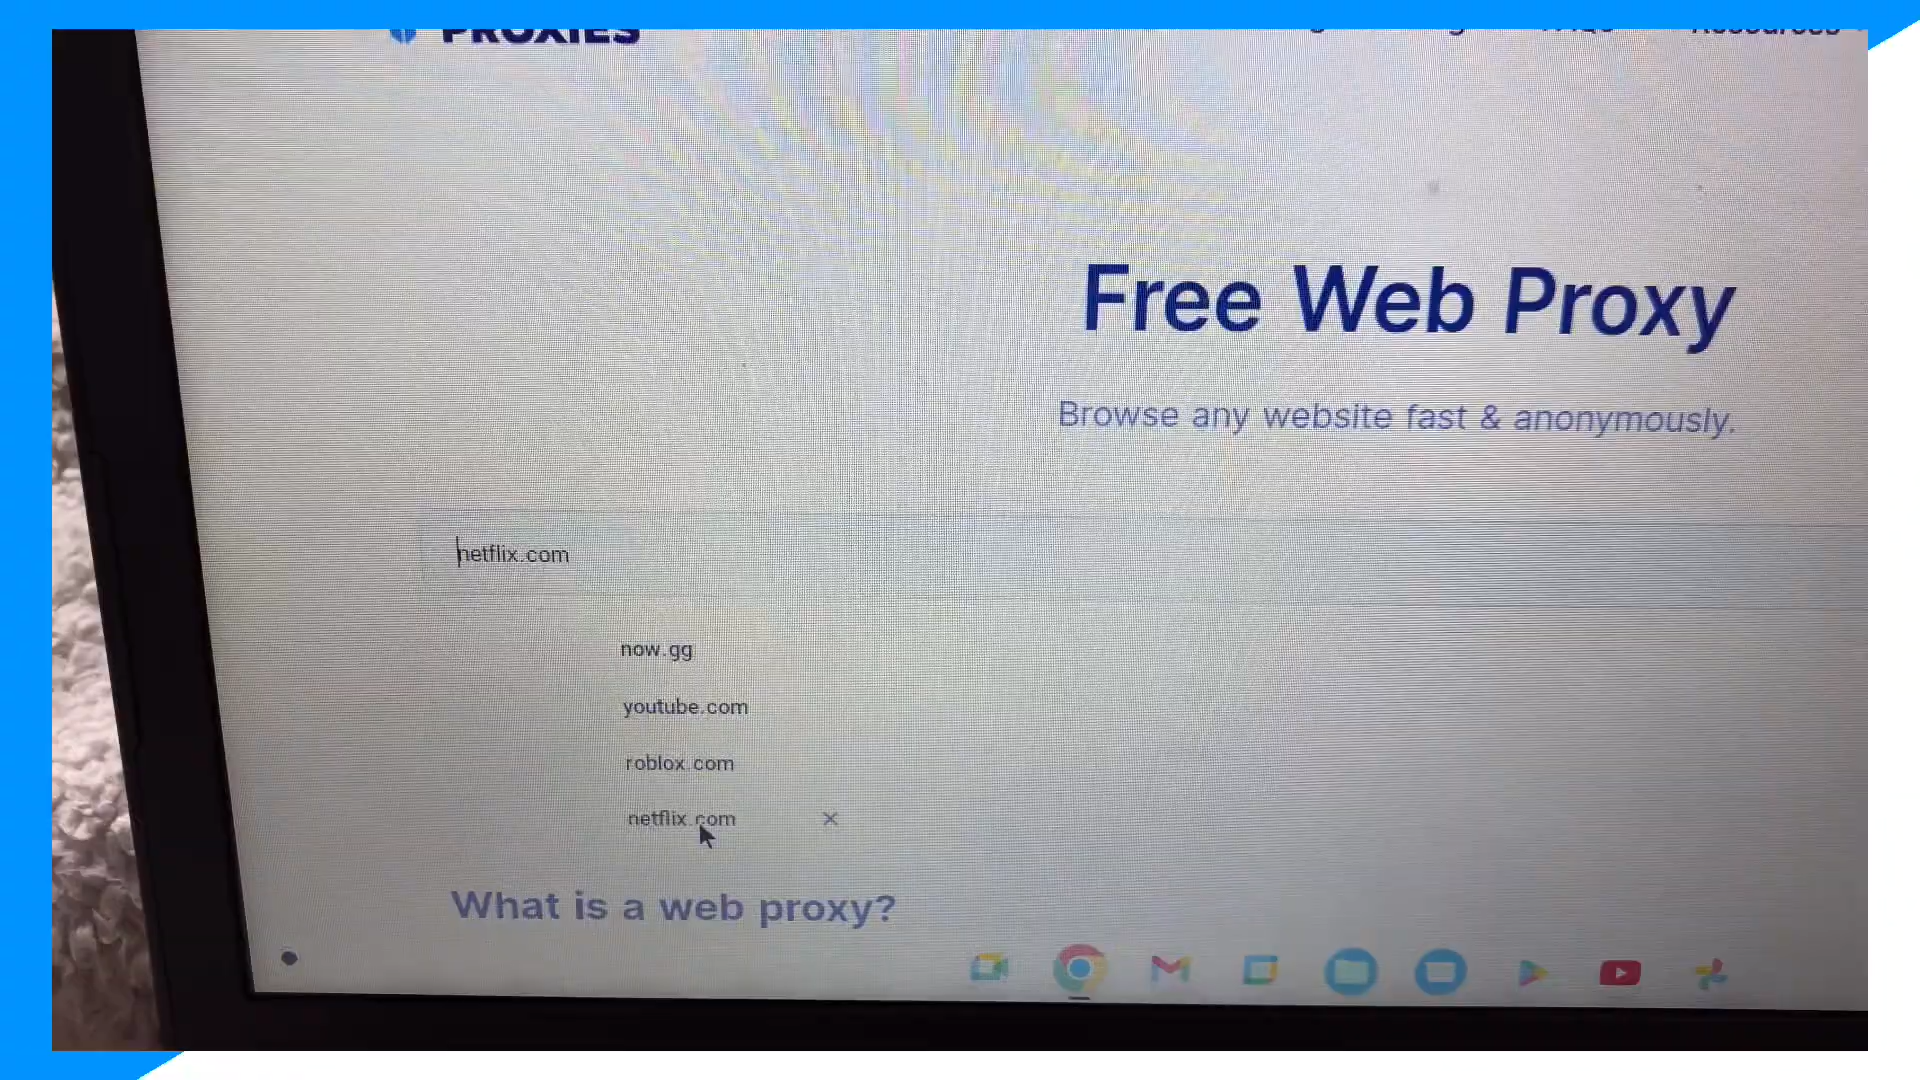 PROXIES
Resources
Free Web Proxy
Browse any website fast & anonymously.
netflix.com
now.gg
youtube.com
roblox.com
netflix.com
What is a web proxy?